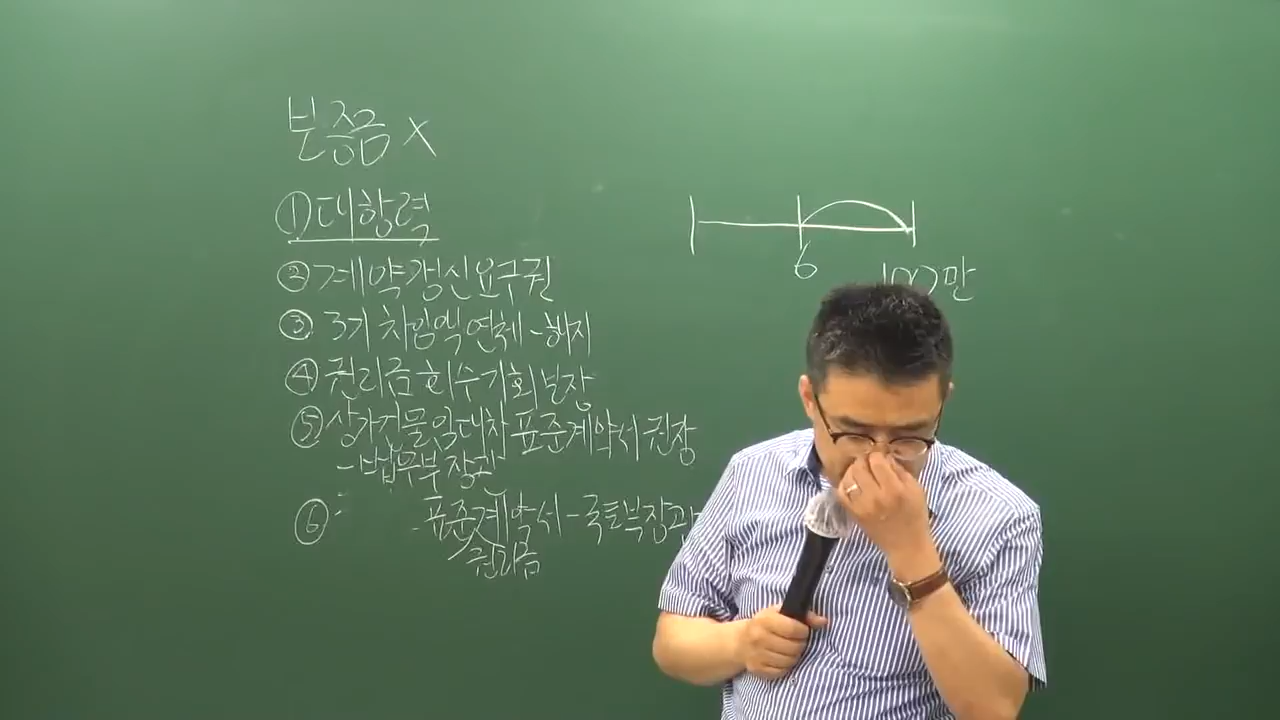 보증금 X
① 대항력
② 계약갱신요구권
③ 3기 차임액 연체 - 해지
④ 권리금 회수기회 보장
⑤ 상가건물임대차 표준계약서 권장
- 법무부장관
⑥ 〃 표준계약서 - 국토부장관
권리금
6
100만